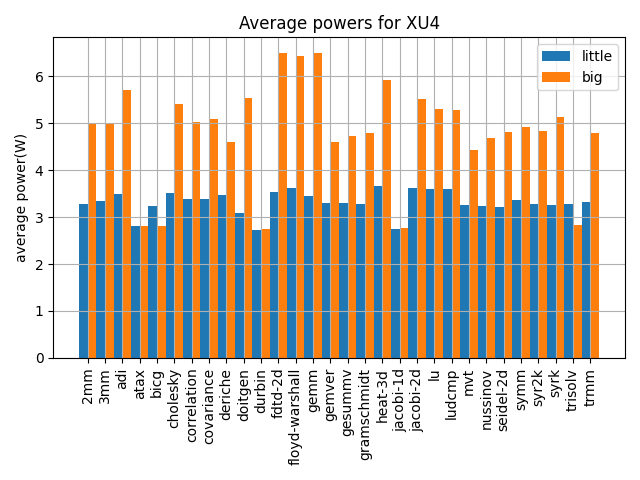 Average powers for XU4
little
big
average power(W)
6
5
4
3
2
1
0
2mm
3mm
adi
atax
bicg
cholesky
correlation
covariance
deriche
doitgen
durbin
fdtd-2d
floyd-warshall
gemm
gemver
gesummv
gramschmidt
heat-3d
jacobi-1d
jacobi-2d
lu
ludcmp
mvt
nussinov
seidel-2d
symm
syr2k
syrk
trisolv
trmm